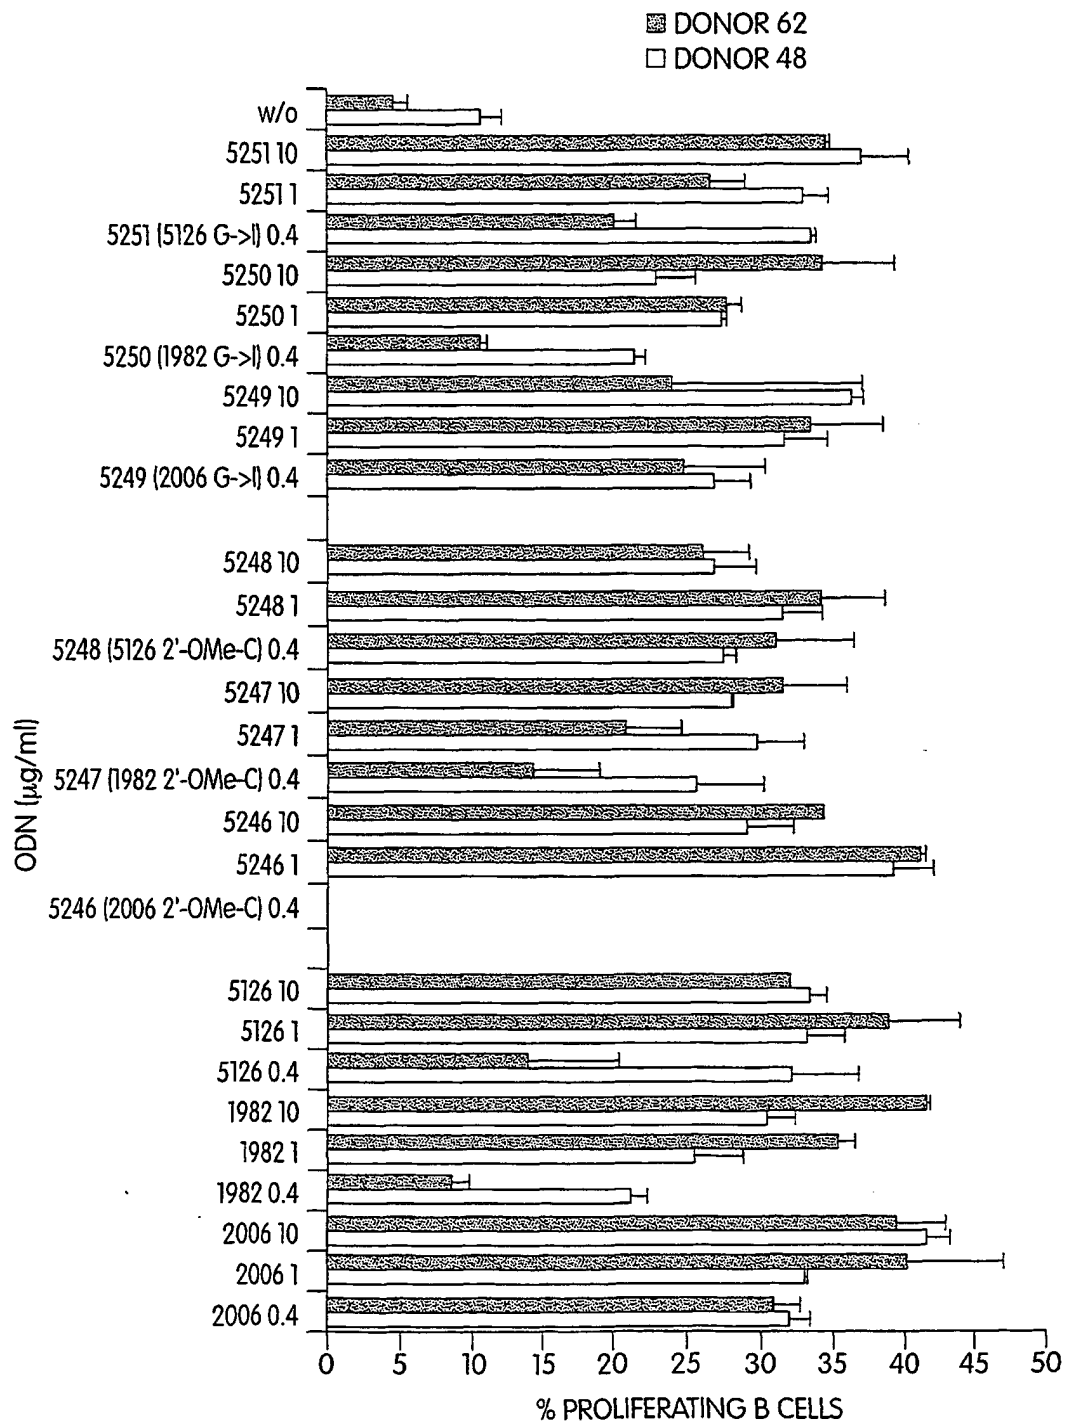 DONOR 62
DONOR 48
w/o
5251 10
5251 1
5251 (5126 G->I) 0.4
5250 10
5250 1
5250 (1982 G->I) 0.4
5249 10
5249 1
5249 (2006 G->I) 0.4
5248 10
5248 1
5248 (5126 2'-OMe-C) 0.4
5247 10
5247 1
5247 (1982 2'-OMe-C) 0.4
5246 10
5246 1
5246 (2006 2'-OMe-C) 0.4
5126 10
5126 1
5126 0.4
1982 10
1982 1
1982 0.4
2006 10
2006 1
2006 0.4
ODN (µg/ml)
0 5 10 15 20 25 30 35 40 45 50
% PROLIFERATING B CELLS